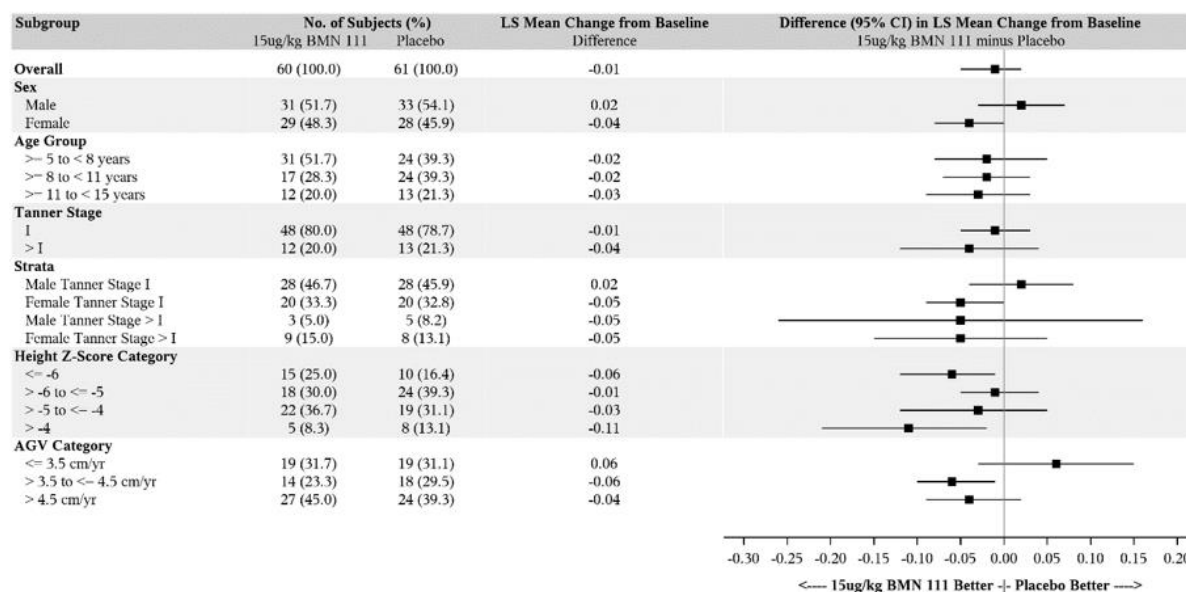 Subgroup No. of Subjects (%) LS Mean Change from Baseline Difference (95% CI) in LS Mean Change from Baseline
15ug/kg BMN 111 Placebo Difference 15ug/kg BMN 111 minus Placebo
Overall 60 (100.0) 61 (100.0) -0.01
Sex
Male 31 (51.7) 33 (54.1) 0.02
Female 29 (48.3) 28 (45.9) -0.04
Age Group
>= 5 to < 8 years 31 (51.7) 24 (39.3) -0.02
>= 8 to < 11 years 17 (28.3) 24 (39.3) -0.02
>= 11 to < 15 years 12 (20.0) 13 (21.3) -0.03
Tanner Stage
I 48 (80.0) 48 (78.7) -0.01
> I 12 (20.0) 13 (21.3) -0.04
Strata
Male Tanner Stage I 28 (46.7) 28 (45.9) 0.02
Female Tanner Stage I 20 (33.3) 20 (32.8) -0.05
Male Tanner Stage > I 3 (5.0) 5 (8.2) -0.05
Female Tanner Stage > I 9 (15.0) 8 (13.1) -0.05
Height Z-Score Category
<= -6 15 (25.0) 10 (16.4) -0.06
> -6 to <= -5 18 (30.0) 24 (39.3) -0.01
> -5 to <= -4 22 (36.7) 19 (31.1) -0.03
> -4 5 (8.3) 8 (13.1) -0.11
AGV Category
<= 3.5 cm/yr 19 (31.7) 19 (31.1) 0.06
> 3.5 to <= 4.5 cm/yr 14 (23.3) 18 (29.5) -0.06
> 4.5 cm/yr 27 (45.0) 24 (39.3) -0.04
-0.30 -0.25 -0.20 -0.15 -0.10 -0.05 0.00 0.05 0.10 0.15 0.20
<---- 15ug/kg BMN 111 Better -|- Placebo Better ---->